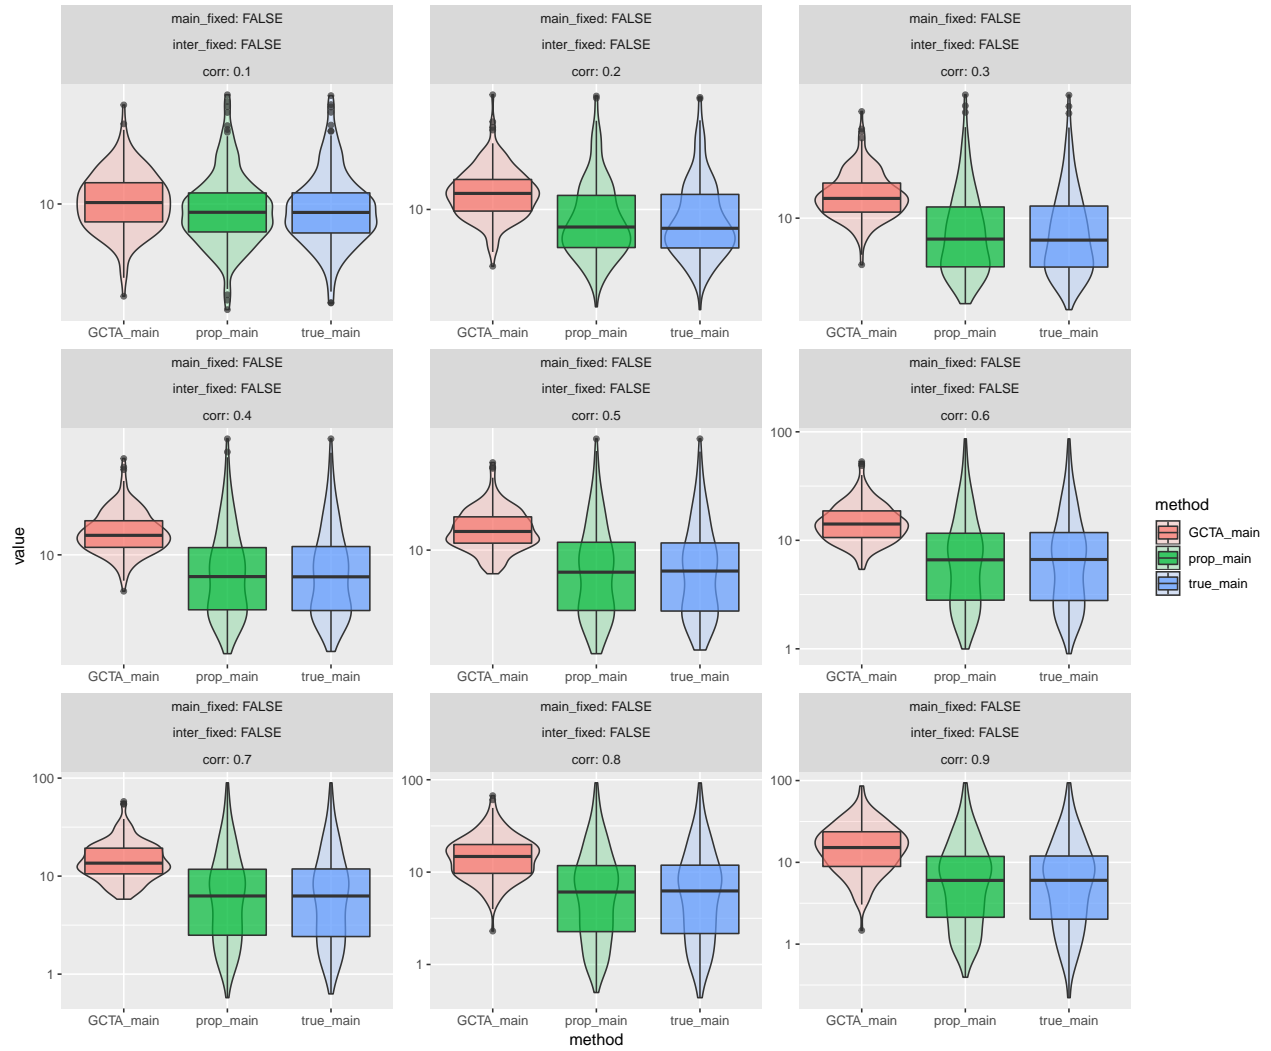 main_fixed: FALSE
inter_fixed: FALSE
corr: 0.1
10
GCTA_main prop_main true_main
main_fixed: FALSE
inter_fixed: FALSE
corr: 0.2
10
GCTA_main prop_main true_main
main_fixed: FALSE
inter_fixed: FALSE
corr: 0.3
10
GCTA_main prop_main true_main
main_fixed: FALSE
inter_fixed: FALSE
corr: 0.4
10
GCTA_main prop_main true_main
main_fixed: FALSE
inter_fixed: FALSE
corr: 0.5
10
GCTA_main prop_main true_main
main_fixed: FALSE
inter_fixed: FALSE
corr: 0.6
100
10
1
GCTA_main prop_main true_main
main_fixed: FALSE
inter_fixed: FALSE
corr: 0.7
100
10
1
GCTA_main prop_main true_main
main_fixed: FALSE
inter_fixed: FALSE
corr: 0.8
100
10
1
GCTA_main prop_main true_main
main_fixed: FALSE
inter_fixed: FALSE
corr: 0.9
100
10
1
GCTA_main prop_main true_main
value
method
method
GCTA_main
prop_main
true_main